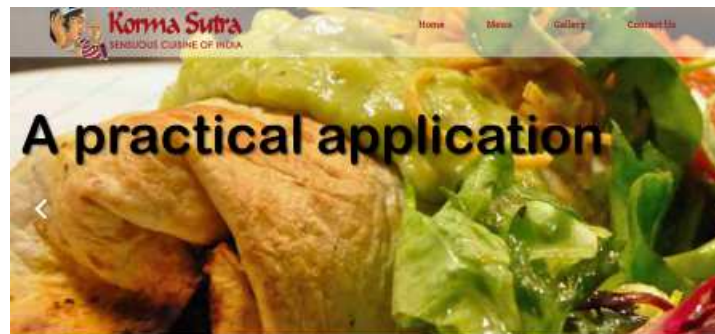 Korma Sutra
SENSUOUS CUISINE OF INDIA
Home Menu Gallery Contact Us
A practical application